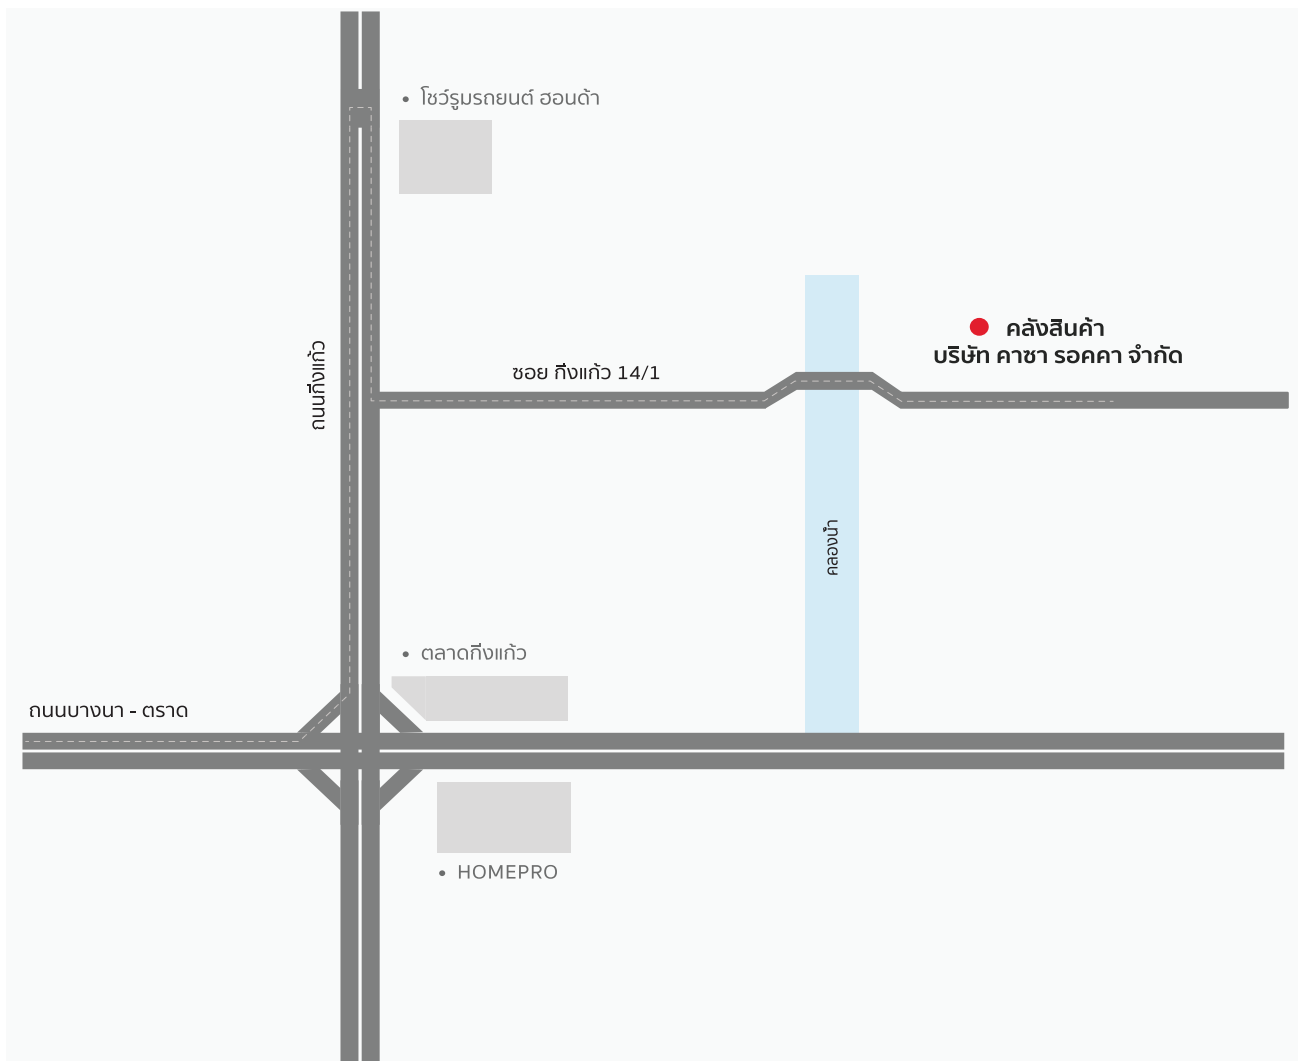 โชว์รูมรถยนต์ ฮอนด้า
คลังสินค้า
บริษัท คาซา รอคคา จำกัด
ถนนกิ่งแก้ว
ซอย กิ่งแก้ว 14/1
คลองน้ำ
ตลาดกิ่งแก้ว
ถนนบางนา - ตราด
HOMEPRO